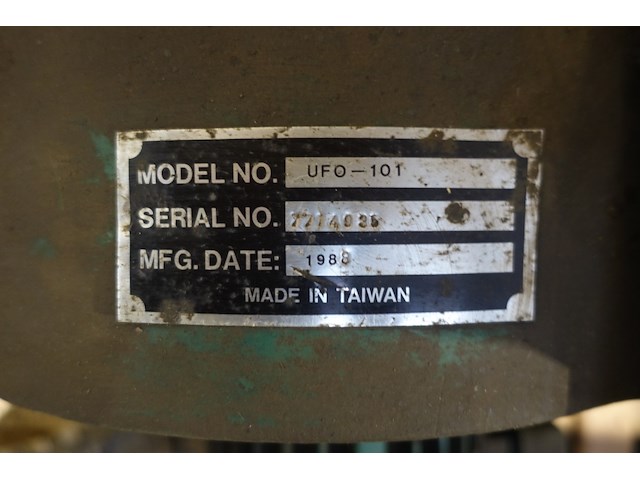 MODEL NO. UFO-101
SERIAL NO.
MFG. DATE: 1988
MADE IN TAIWAN